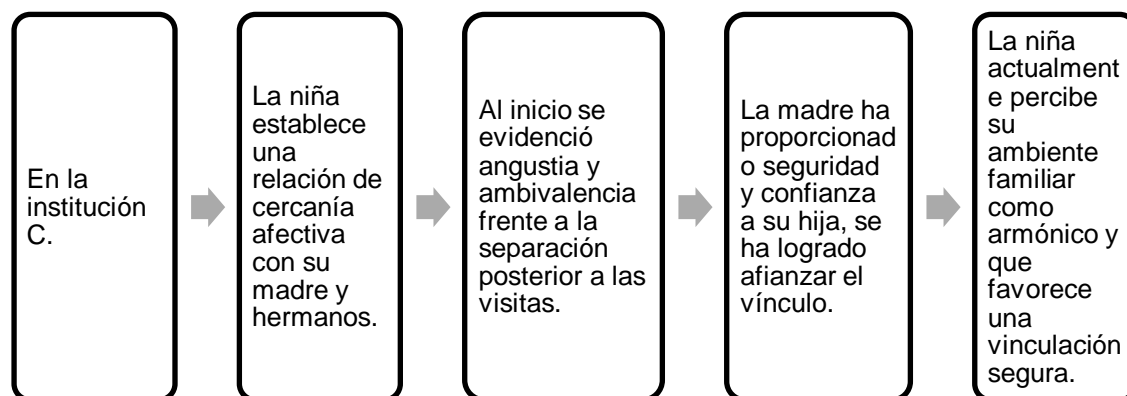 En la
institución
C.
La niña
establece
una
relación de
cercanía
afectiva
con su
madre y
hermanos.
Al inicio se
evidenció
angustia y
ambivalencia
frente a la
separación
posterior a las
visitas.
La madre ha
proporcionad
o seguridad
y confianza
a su hija, se
ha logrado
afianzar el
vínculo.
La niña
actualment
e percibe
su
ambiente
familiar
como
armónico y
que
favorece
una
vinculación
segura.